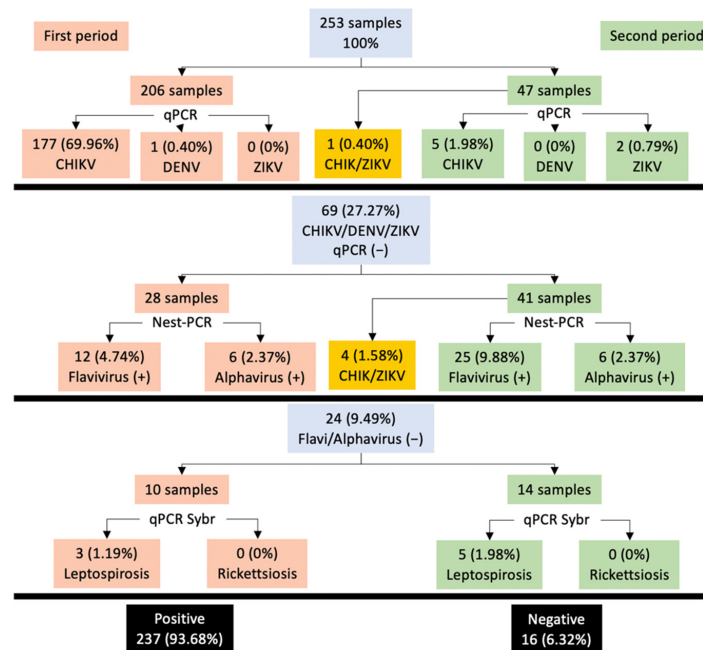 First period
253 samples
100%
Second period
206 samples
47 samples
qPCR
qPCR
177 (69.96%)
CHIKV
1 (0.40%)
DENV
0 (0%)
ZIKV
1 (0.40%)
CHIK/ZIKV
5 (1.98%)
CHIKV
0 (0%)
DENV
2 (0.79%)
ZIKV
69 (27.27%)
CHIKV/DENV/ZIKV
qPCR (−)
28 samples
41 samples
Nest-PCR
Nest-PCR
12 (4.74%)
Flavivirus (+)
6 (2.37%)
Alphavirus (+)
4 (1.58%)
CHIK/ZIKV
25 (9.88%)
Flavivirus (+)
6 (2.37%)
Alphavirus (+)
24 (9.49%)
Flavi/Alphavirus (−)
10 samples
14 samples
qPCR Sybr
qPCR Sybr
3 (1.19%)
Leptospirosis
0 (0%)
Rickettsiosis
5 (1.98%)
Leptospirosis
0 (0%)
Rickettsiosis
Positive
237 (93.68%)
Negative
16 (6.32%)